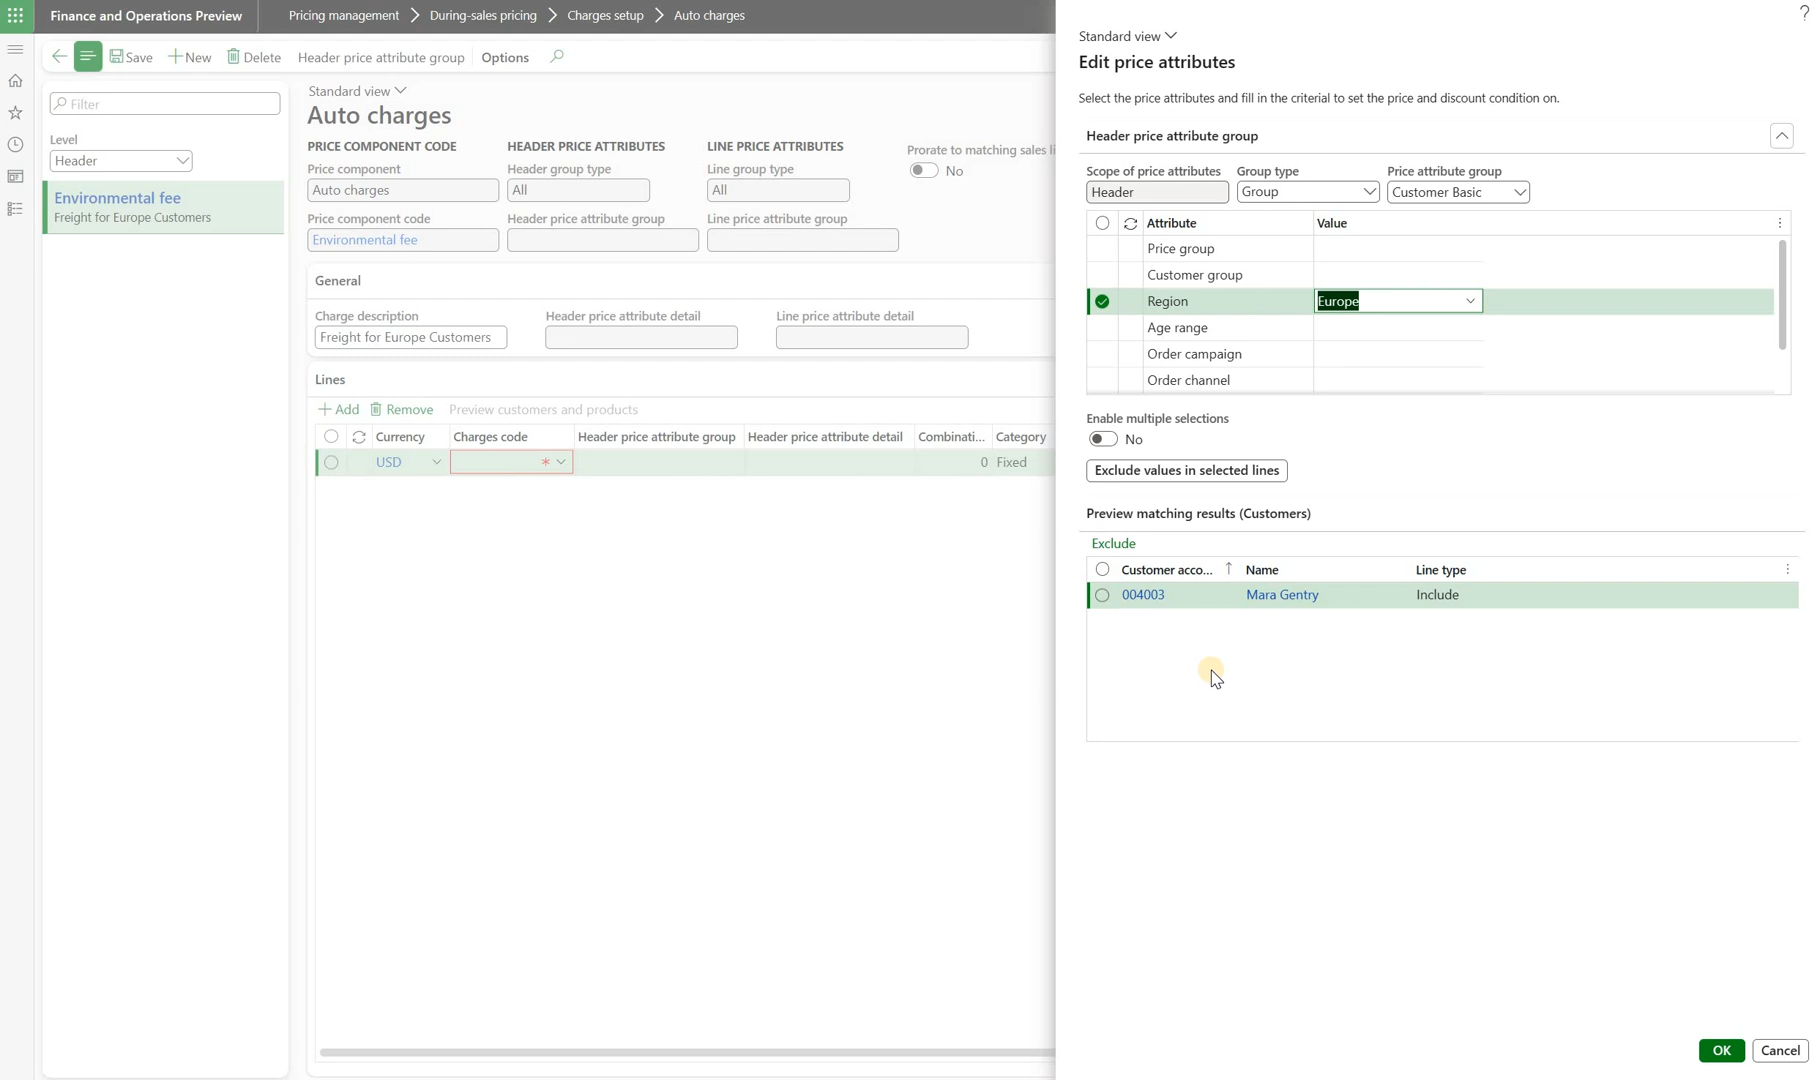 Finance and Operations Preview
Pricing management > During-sales pricing > Charges setup > Auto charges
?
Save
New
Delete
Header price attribute group
Options
Filter
Level
Header
Environmental fee
Freight for Europe Customers
Standard view
Auto charges
PRICE COMPONENT CODE
HEADER PRICE ATTRIBUTES
LINE PRICE ATTRIBUTES
Prorate to matching sales li
Price component
Header group type
Line group type
No
Auto charges
All
All
Price component code
Header price attribute group
Line price attribute group
Environmental fee
General
Charge description
Header price attribute detail
Line price attribute detail
Freight for Europe Customers
Lines
+ Add
Remove
Preview customers and products
Currency
Charges code
Header price attribute group
Header price attribute detail
Combinati...
Category
USD
*
0
Fixed
Standard view
Edit price attributes
Select the price attributes and fill in the criterial to set the price and discount condition on.
Header price attribute group
Scope of price attributes
Group type
Price attribute group
Header
Group
Customer Basic
Attribute
Value
Price group
Customer group
Region
Europe
Age range
Order campaign
Order channel
Enable multiple selections
No
Exclude values in selected lines
Preview matching results (Customers)
Exclude
Customer acco... ↑
Name
Line type
004003
Mara Gentry
Include
OK
Cancel